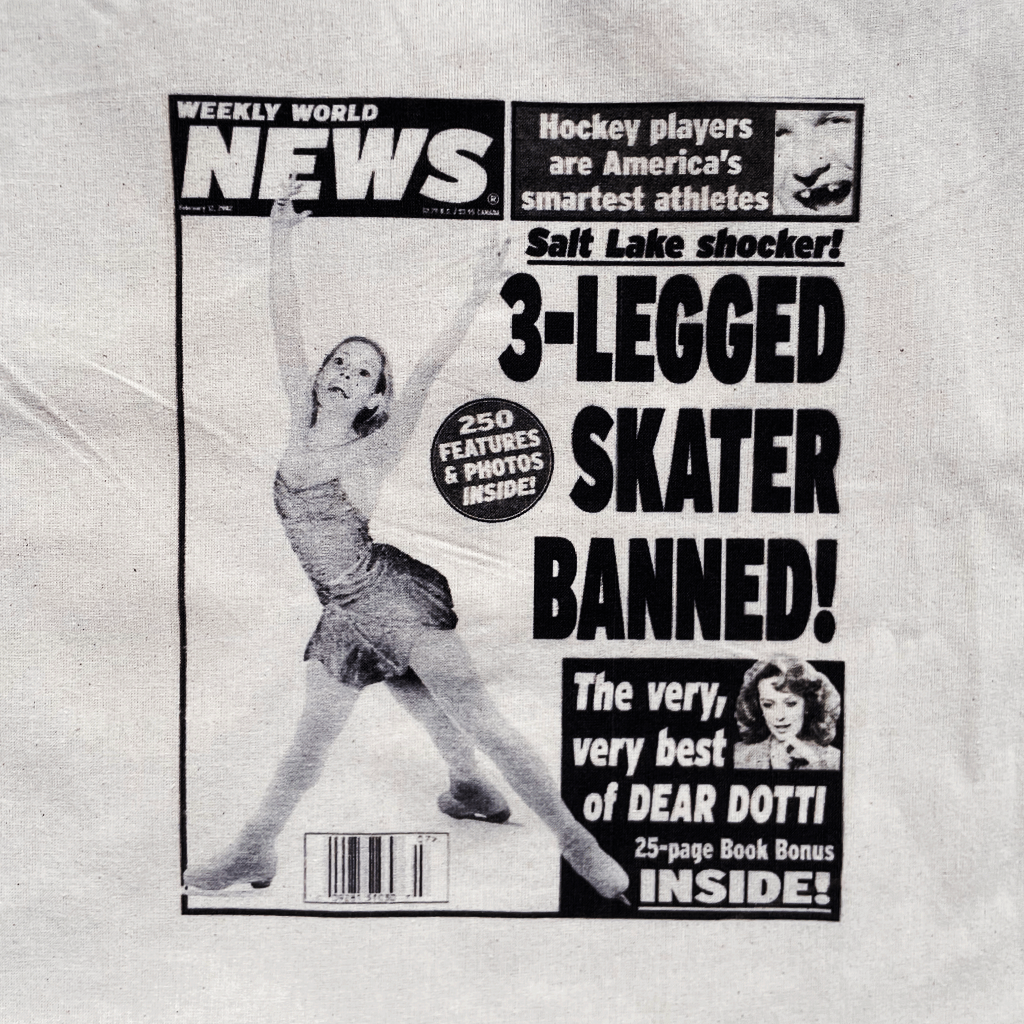 WEEKLY WORLD
NEWS®
Hockey players
are America's
smartest athletes
Salt Lake shocker!
3-LEGGED
SKATER
BANNED!
250
FEATURES
& PHOTOS
INSIDE!
The very,
very best
of DEAR DOTTI
25-page Book Bonus
INSIDE!